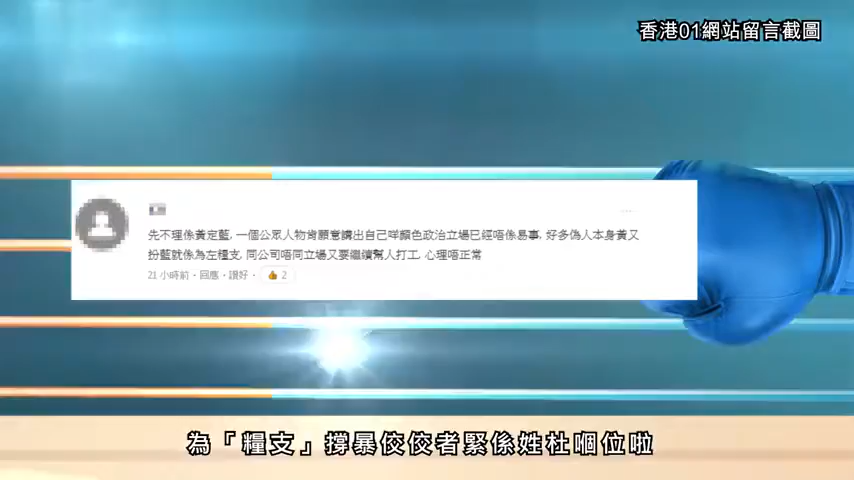 香港01網站留言截圖
先不理係黃定藍, 一個公眾人物肯願意講出自己咩顏色政治立場已經唔係易事, 好多偽人本身黃又
扮藍就係為左糧支, 同公司唔同立場又要繼續幫人打工, 心理唔正常
21 小時前・回應・讚好・ 2
為「糧支」撐暴佼佼者緊係姓杜嗰位啦